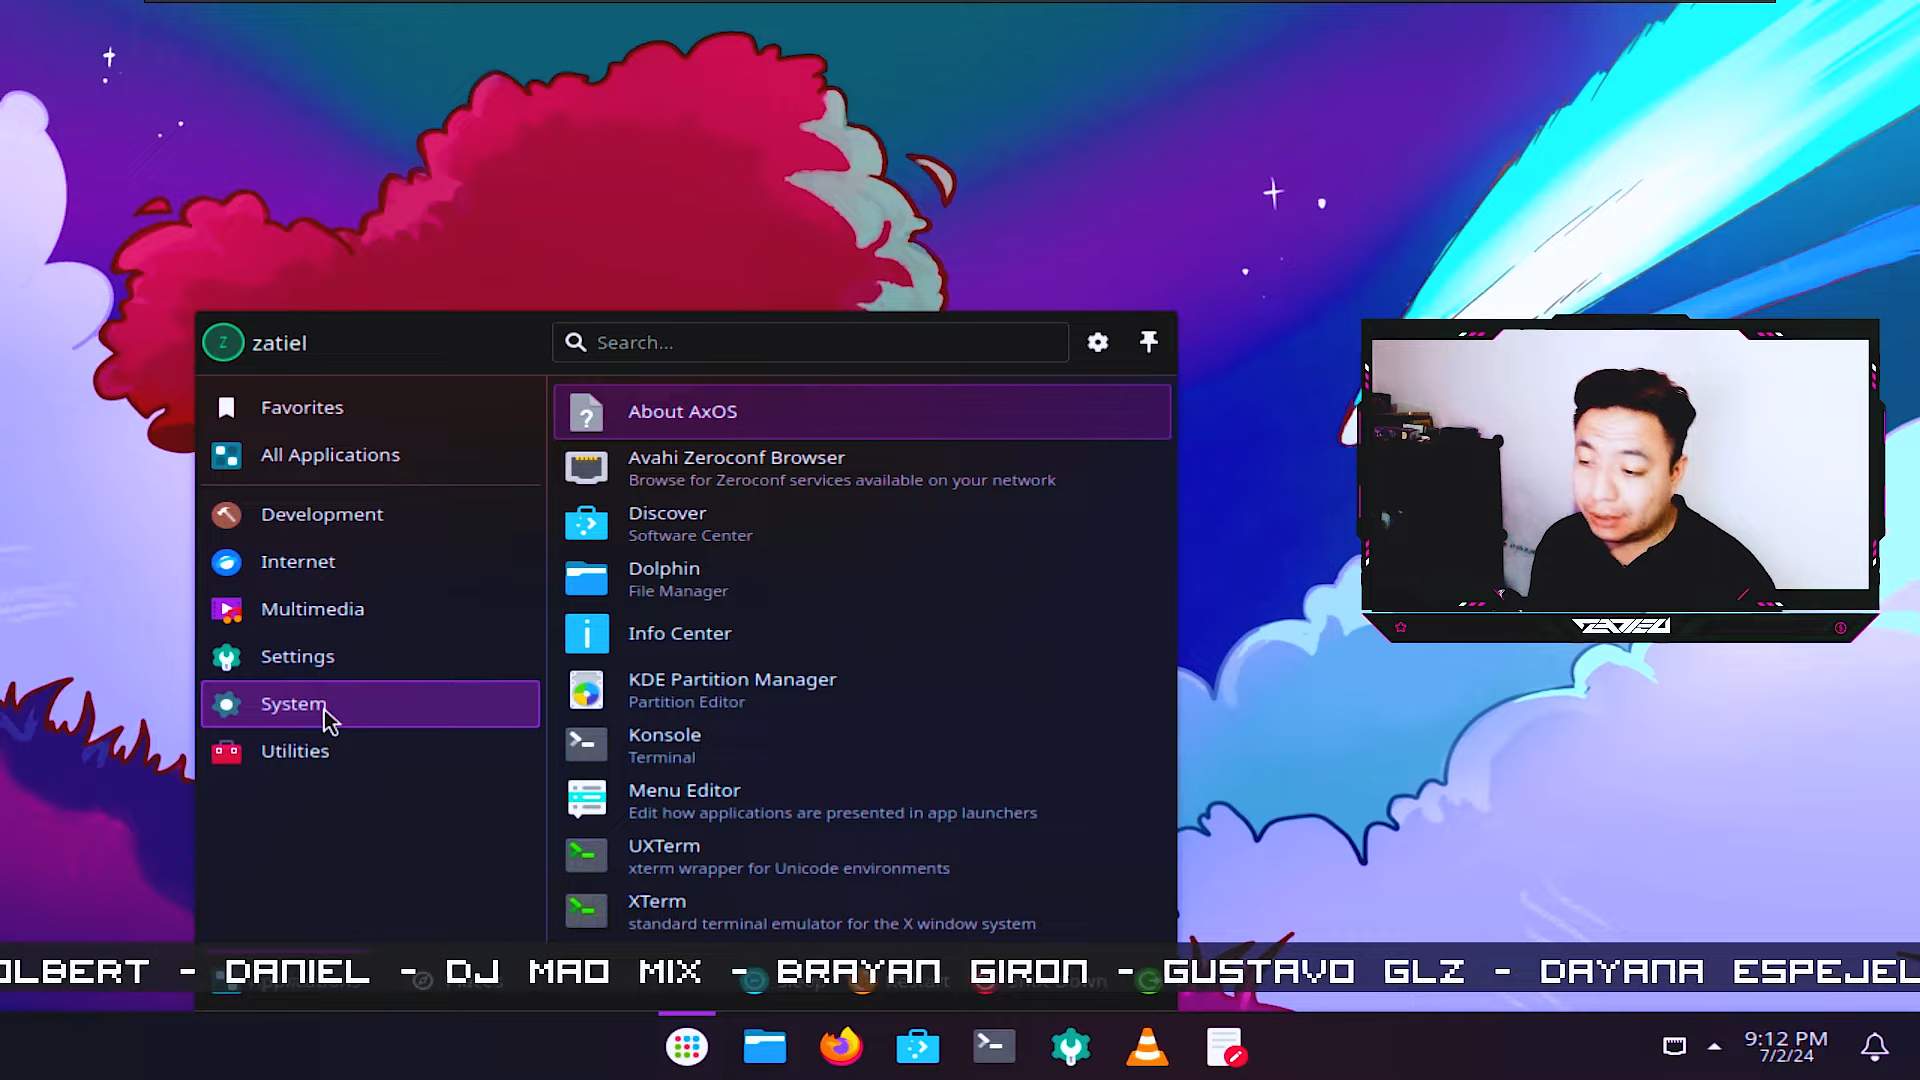 Z zatiel
Search...
Favorites
All Applications
Development
Internet
Multimedia
Settings
System
Utilities
About AxOS
Avahi Zeroconf Browser
Browse for Zeroconf services available on your network
Discover
Software Center
Dolphin
File Manager
Info Center
KDE Partition Manager
Partition Editor
Konsole
Terminal
Menu Editor
Edit how applications are presented in app launchers
UXTerm
xterm wrapper for Unicode environments
XTerm
standard terminal emulator for the X window system
OLBERT - DANIEL - DJ MAO MIX - BRAYAN GIRON - GUSTAVO GLZ - DAYANA ESPEJEL
9:12 PM
7/2/24